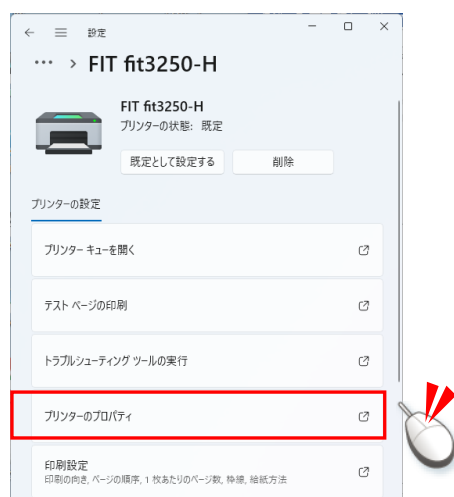 設定
… > FIT fit3250-H
FIT fit3250-H
プリンターの状態: 既定
既定として設定する 削除
プリンターの設定
プリンター キューを開く
テスト ページの印刷
トラブルシューティング ツールの実行
プリンターのプロパティ
印刷設定
印刷の向き, ページの順序, 1 枚あたりのページ数, 枠線, 給紙方法